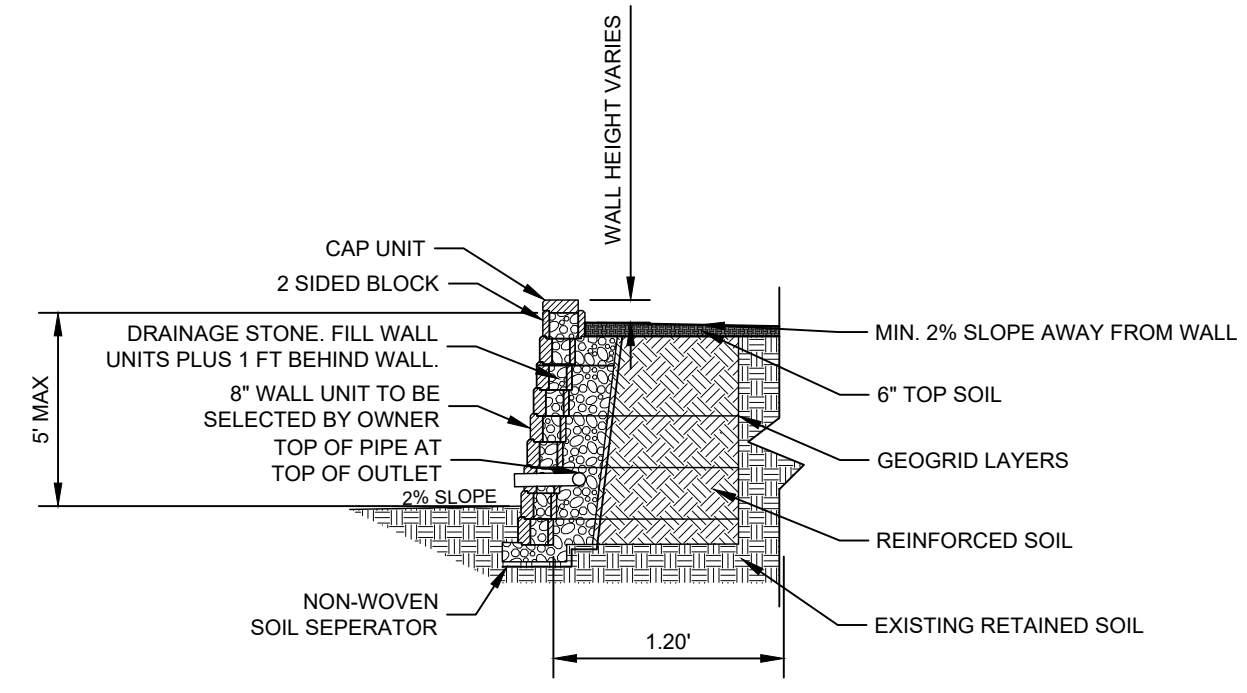 WALL HEIGHT VARIES
CAP UNIT
2 SIDED BLOCK
DRAINAGE STONE. FILL WALL
UNITS PLUS 1 FT BEHIND WALL.
8" WALL UNIT TO BE
SELECTED BY OWNER
TOP OF PIPE AT
TOP OF OUTLET
2% SLOPE
5' MAX
NON-WOVEN
SOIL SEPERATOR
MIN. 2% SLOPE AWAY FROM WALL
6" TOP SOIL
GEOGRID LAYERS
REINFORCED SOIL
EXISTING RETAINED SOIL
1.20'